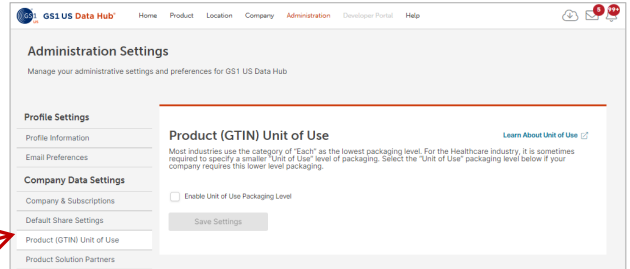 GS1 US GS1 US Data Hub® Home Product Location Company Administration Developer Portal Help 8 99+
Administration Settings
Manage your administrative settings and preferences for GS1 US Data Hub
Profile Settings
Profile Information
Email Preferences
Company Data Settings
Company & Subscriptions
Default Share Settings
Product (GTIN) Unit of Use
Product Solution Partners
Product (GTIN) Unit of Use Learn About Unit of Use
Most industries use the category of "Each" as the lowest packaging level. For the Healthcare industry, it is sometimes
required to specify a smaller "Unit of Use" level of packaging. Select the "Unit of Use" packaging level below if your
company requires this lower level packaging.
Enable Unit of Use Packaging Level
Save Settings